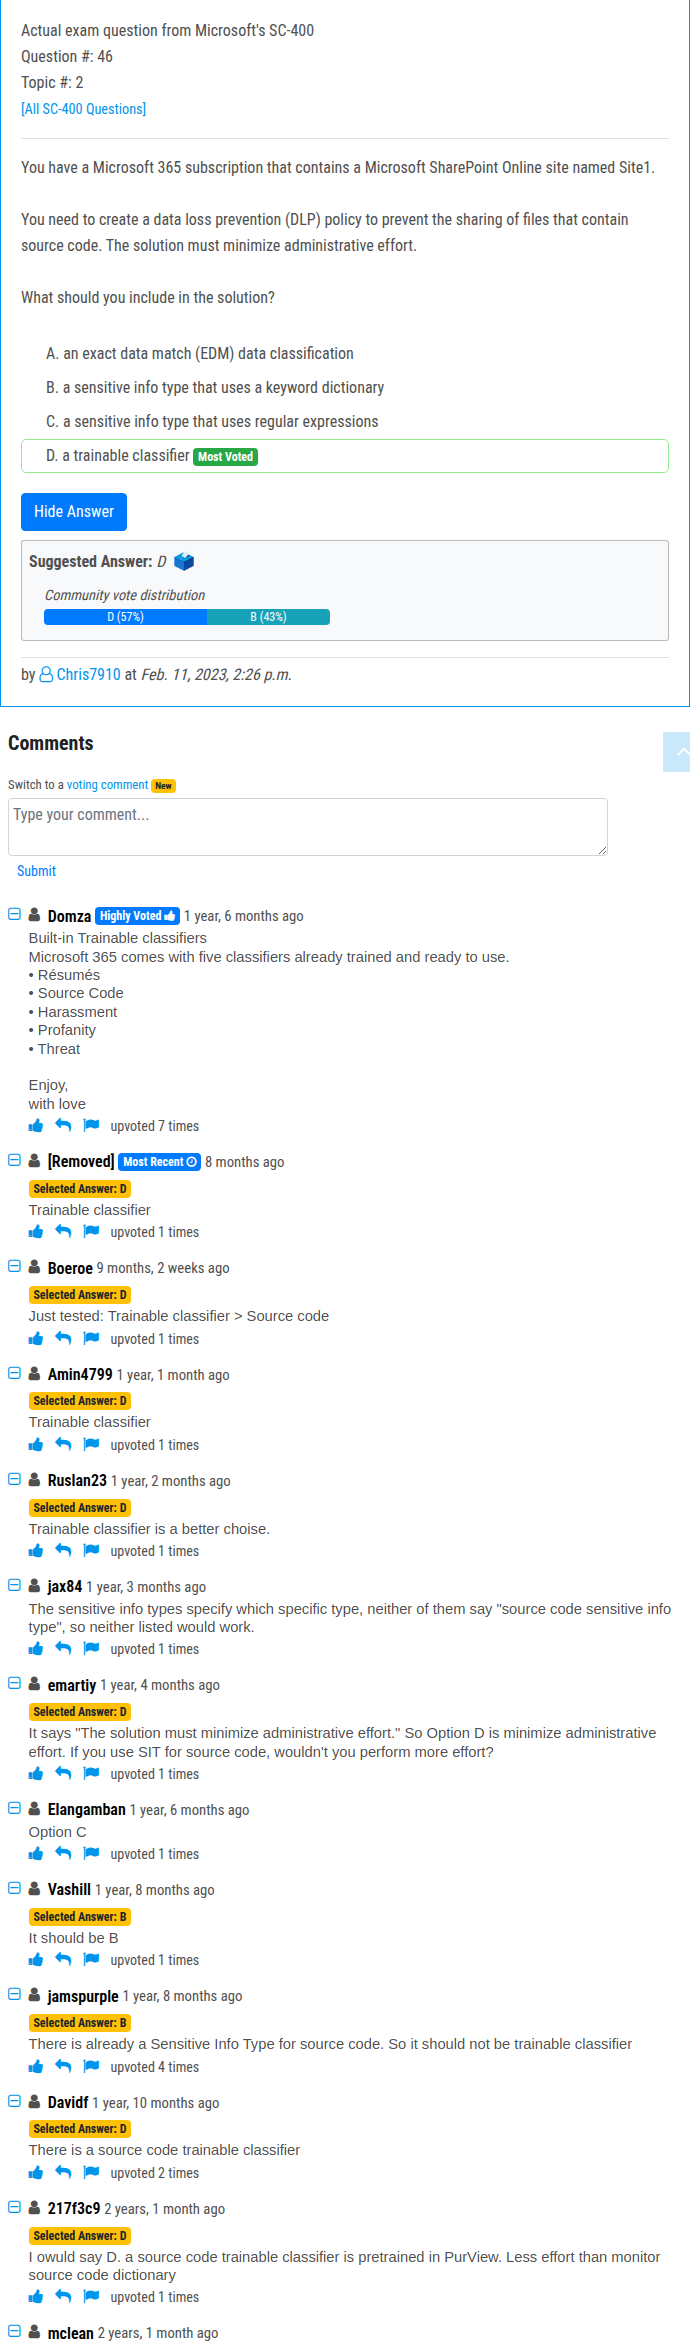 Actual exam question from Microsoft's SC-400
Question #: 46
Topic #: 2
[All SC-400 Questions]
You have a Microsoft 365 subscription that contains a Microsoft SharePoint Online site named Site1.
You need to create a data loss prevention (DLP) policy to prevent the sharing of files that contain
source code. The solution must minimize administrative effort.
What should you include in the solution?
A. an exact data match (EDM) data classification
B. a sensitive info type that uses a keyword dictionary
C. a sensitive info type that uses regular expressions
D. a trainable classifier Most Voted
Hide Answer
Suggested Answer: D
Community vote distribution
D (57%) B (43%)
by Chris7910 at Feb. 11, 2023, 2:26 p.m.
Comments
Switch to a voting comment New
Type your comment...
Submit
Domza Highly Voted 1 year, 6 months ago
Built-in Trainable classifiers
Microsoft 365 comes with five classifiers already trained and ready to use.
• Résumés
• Source Code
• Harassment
• Profanity
• Threat
Enjoy,
with love
upvoted 7 times
[Removed] Most Recent 8 months ago
Selected Answer: D
Trainable classifier
upvoted 1 times
Boeroe 9 months, 2 weeks ago
Selected Answer: D
Just tested: Trainable classifier > Source code
upvoted 1 times
Amin4799 1 year, 1 month ago
Selected Answer: D
Trainable classifier
upvoted 1 times
Ruslan23 1 year, 2 months ago
Selected Answer: D
Trainable classifier is a better choise.
upvoted 1 times
jax84 1 year, 3 months ago
The sensitive info types specify which specific type, neither of them say "source code sensitive info
type", so neither listed would work.
upvoted 1 times
emartiy 1 year, 4 months ago
Selected Answer: D
It says "The solution must minimize administrative effort." So Option D is minimize administrative
effort. If you use SIT for source code, wouldn't you perform more effort?
upvoted 1 times
Elangamban 1 year, 6 months ago
Option C
upvoted 1 times
Vashill 1 year, 8 months ago
Selected Answer: B
It should be B
upvoted 1 times
jamspurple 1 year, 8 months ago
Selected Answer: B
There is already a Sensitive Info Type for source code. So it should not be trainable classifier
upvoted 4 times
Davidf 1 year, 10 months ago
Selected Answer: D
There is a source code trainable classifier
upvoted 2 times
217f3c9 2 years, 1 month ago
Selected Answer: D
I owuld say D. a source code trainable classifier is pretrained in PurView. Less effort than monitor
source code dictionary
upvoted 1 times
mclean 2 years, 1 month ago